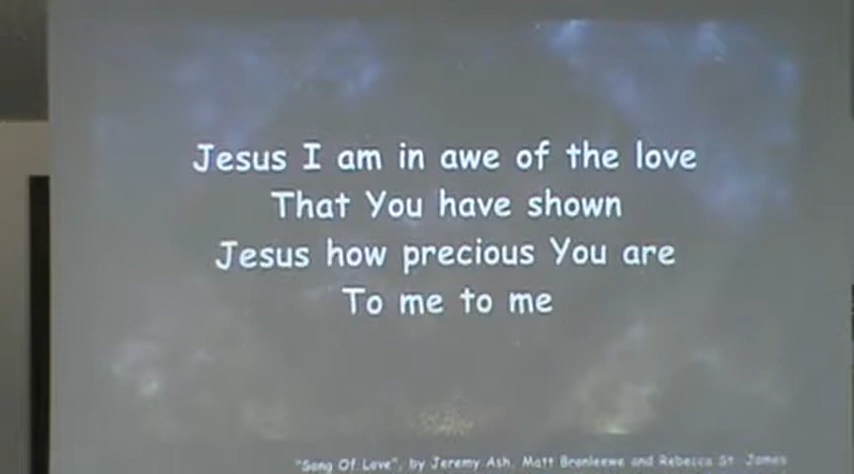 Jesus I am in awe of the love
That You have shown
Jesus how precious You are
To me to me
"Song Of Love", by Jeremy Ash, Matt Bronleewe and Rebecca St. James